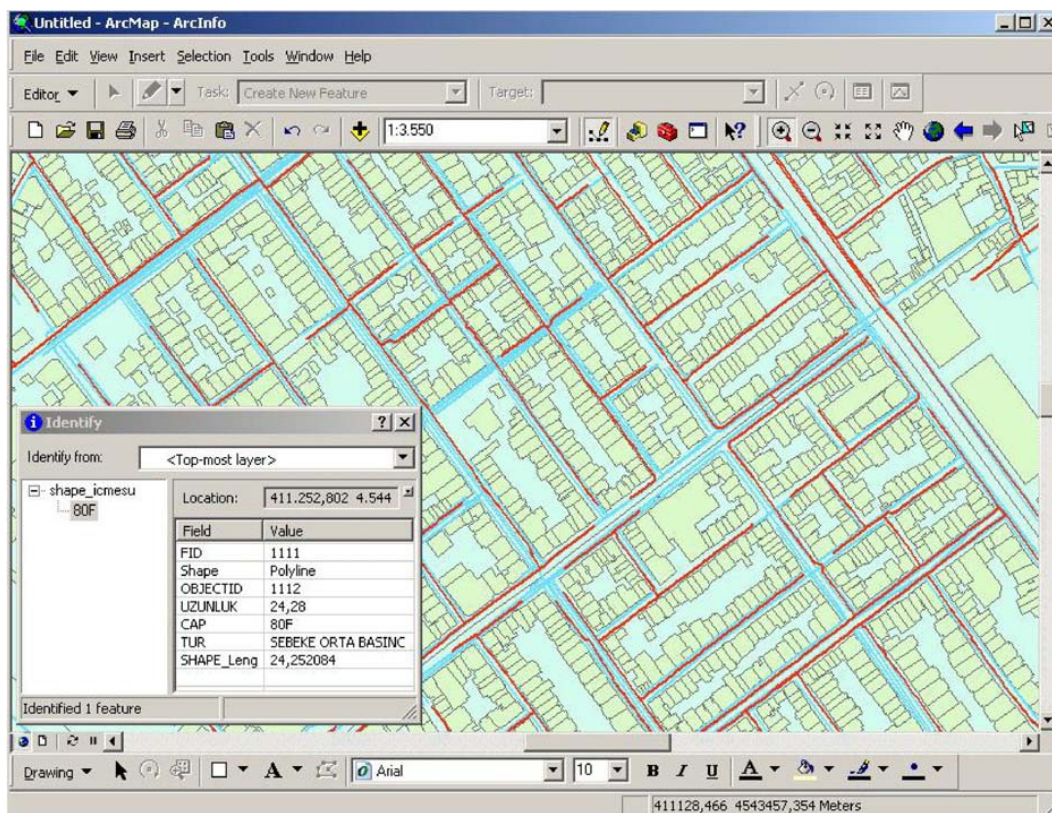 Untitled - ArcMap - ArcInfo
File Edit View Insert Selection Tools Window Help
Editor Task: Create New Feature Target:
1:3.550
Identify
Identify from: <Top-most layer>
shape_icmesu
80F
Location: 411.252,802 4.544
Field Value
FID 1111
Shape Polyline
OBJECTID 1112
UZUNLUK 24,28
CAP 80F
TUR SEBEKE ORTA BASINC
SHAPE_Leng 24,252084
Identified 1 feature
Drawing A Arial 10 B I U A
411128,466 4543457,354 Meters